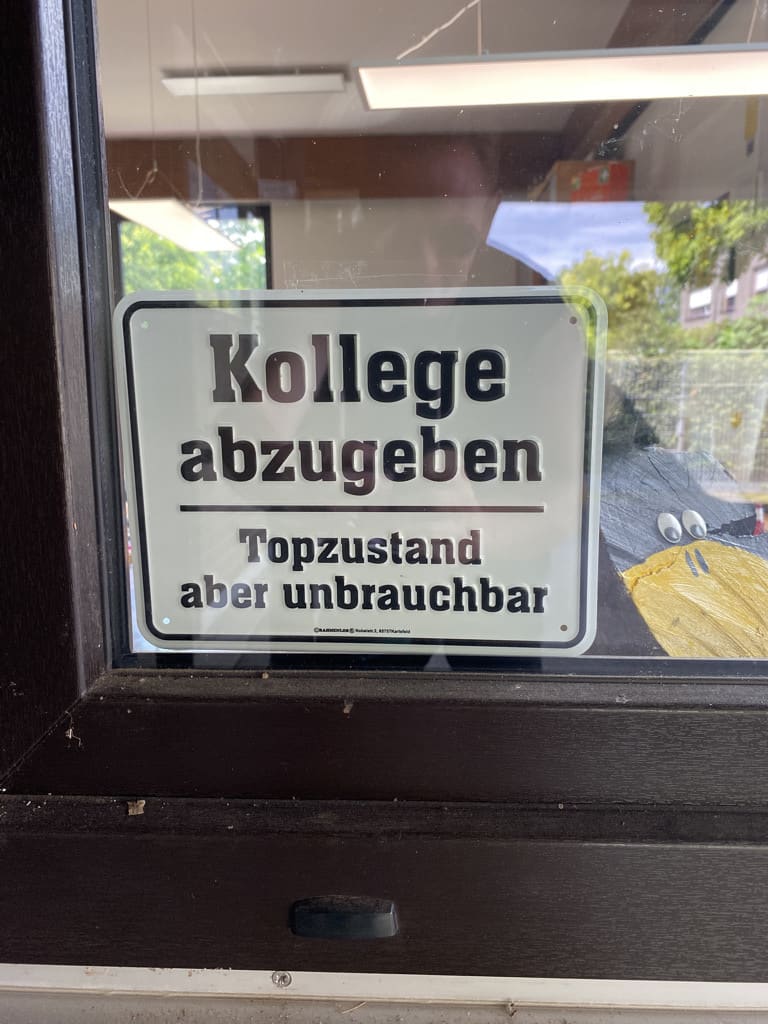 Kollege
abzugeben
Topzustand
aber unbrauchbar